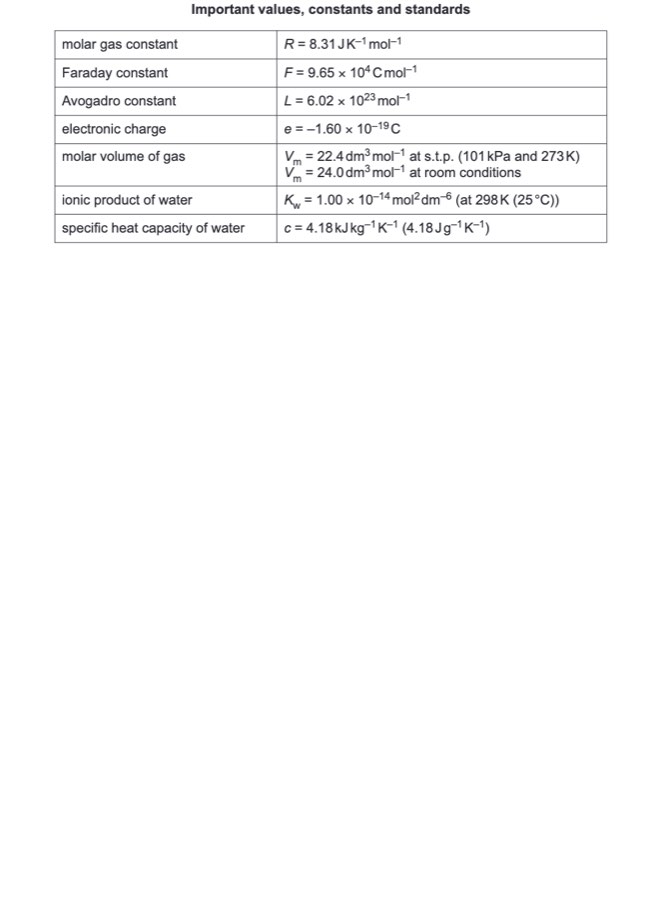 Important values, constants and standards
molar gas constant R = 8.31 J K⁻¹ mol⁻¹
Faraday constant F = 9.65 × 10⁴ C mol⁻¹
Avogadro constant L = 6.02 × 10²³ mol⁻¹
electronic charge e = –1.60 × 10⁻¹⁹ C
molar volume of gas Vₘ = 22.4 dm³ mol⁻¹ at s.t.p. (101 kPa and 273 K)
Vₘ = 24.0 dm³ mol⁻¹ at room conditions
ionic product of water K_w = 1.00 × 10⁻¹⁴ mol² dm⁻⁶ (at 298 K (25 °C))
specific heat capacity of water c = 4.18 kJ kg⁻¹ K⁻¹ (4.18 J g⁻¹ K⁻¹)